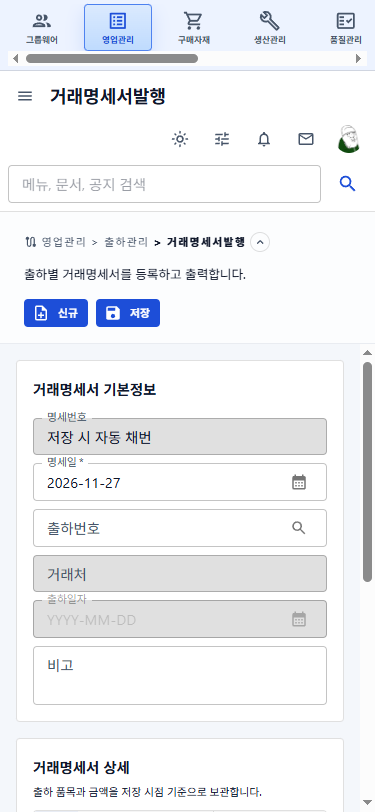 그룹웨어
영업관리
구매자재
생산관리
품질관리
거래명세서발행
메뉴, 문서, 공지 검색
영업관리 > 출하관리 > 거래명세서발행
출하별 거래명세서를 등록하고 출력합니다.
신규
저장
거래명세서 기본정보
명세번호
저장 시 자동 채번
명세일 *
2026-11-27
출하번호
거래처
출하일자
YYYY-MM-DD
비고
거래명세서 상세
출하 품목과 금액을 저장 시점 기준으로 보관합니다.